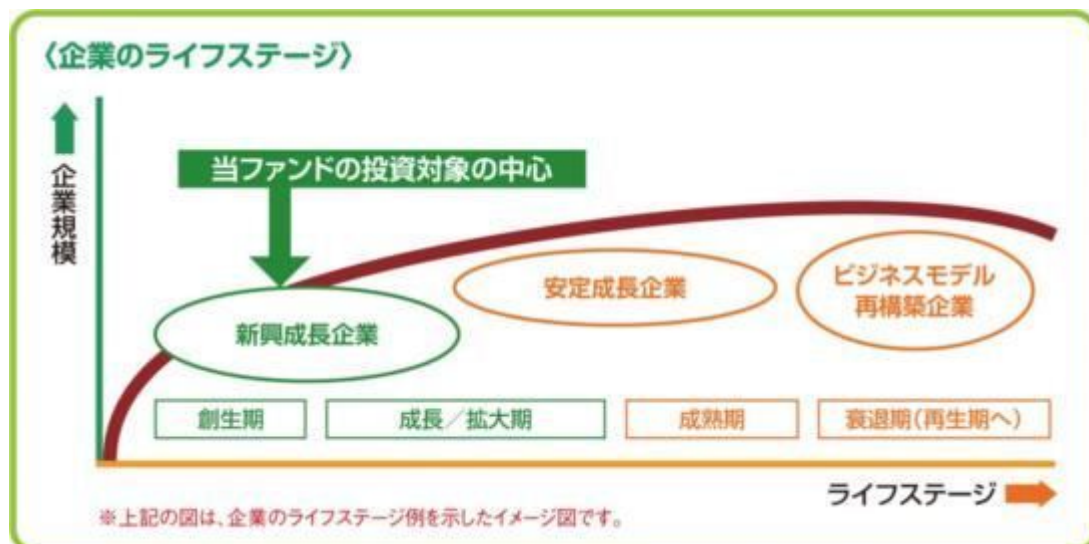 〈企業のライフステージ〉
企業規模
当ファンドの投資対象の中心
新興成長企業
安定成長企業
ビジネスモデル
再構築企業
創生期
成長／拡大期
成熟期
衰退期(再生期へ)
ライフステージ
※上記の図は、企業のライフステージ例を示したイメージ図です。